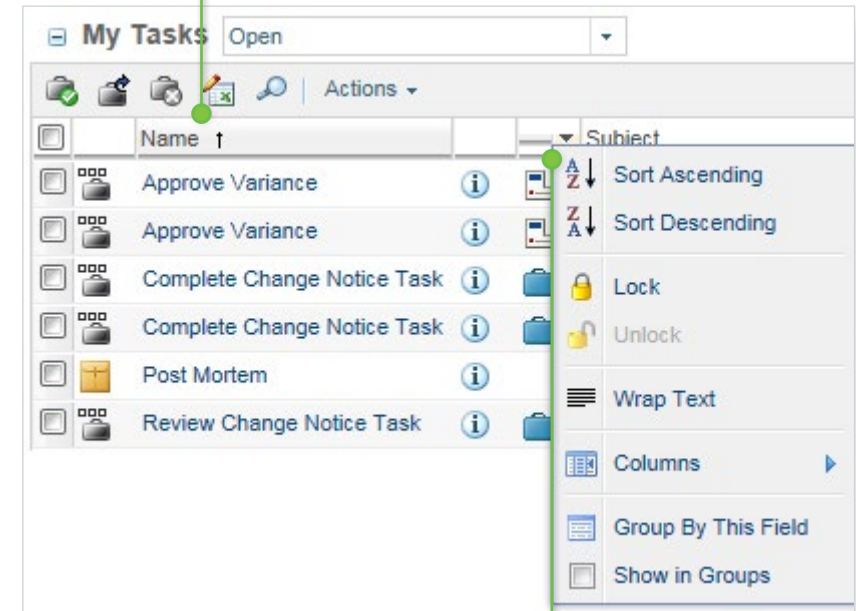 My Tasks Open
Actions
Name ↑ Subject
Approve Variance
Approve Variance
Complete Change Notice Task
Complete Change Notice Task
Post Mortem
Review Change Notice Task
Sort Ascending
Sort Descending
Lock
Unlock
Wrap Text
Columns
Group By This Field
Show in Groups